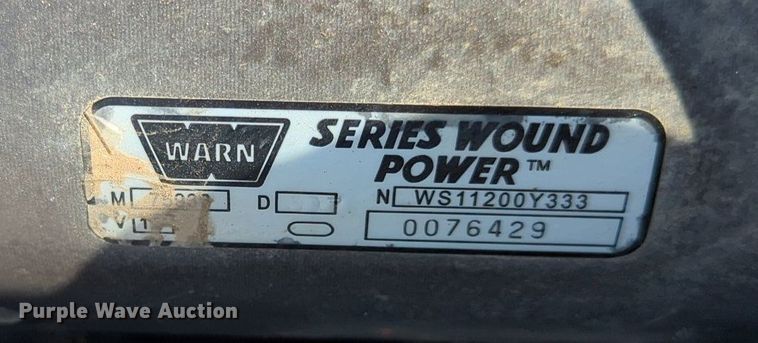 WARN
SERIES WOUND
POWER™
M D N WS11200Y333
V 0076429
Purple Wave Auction